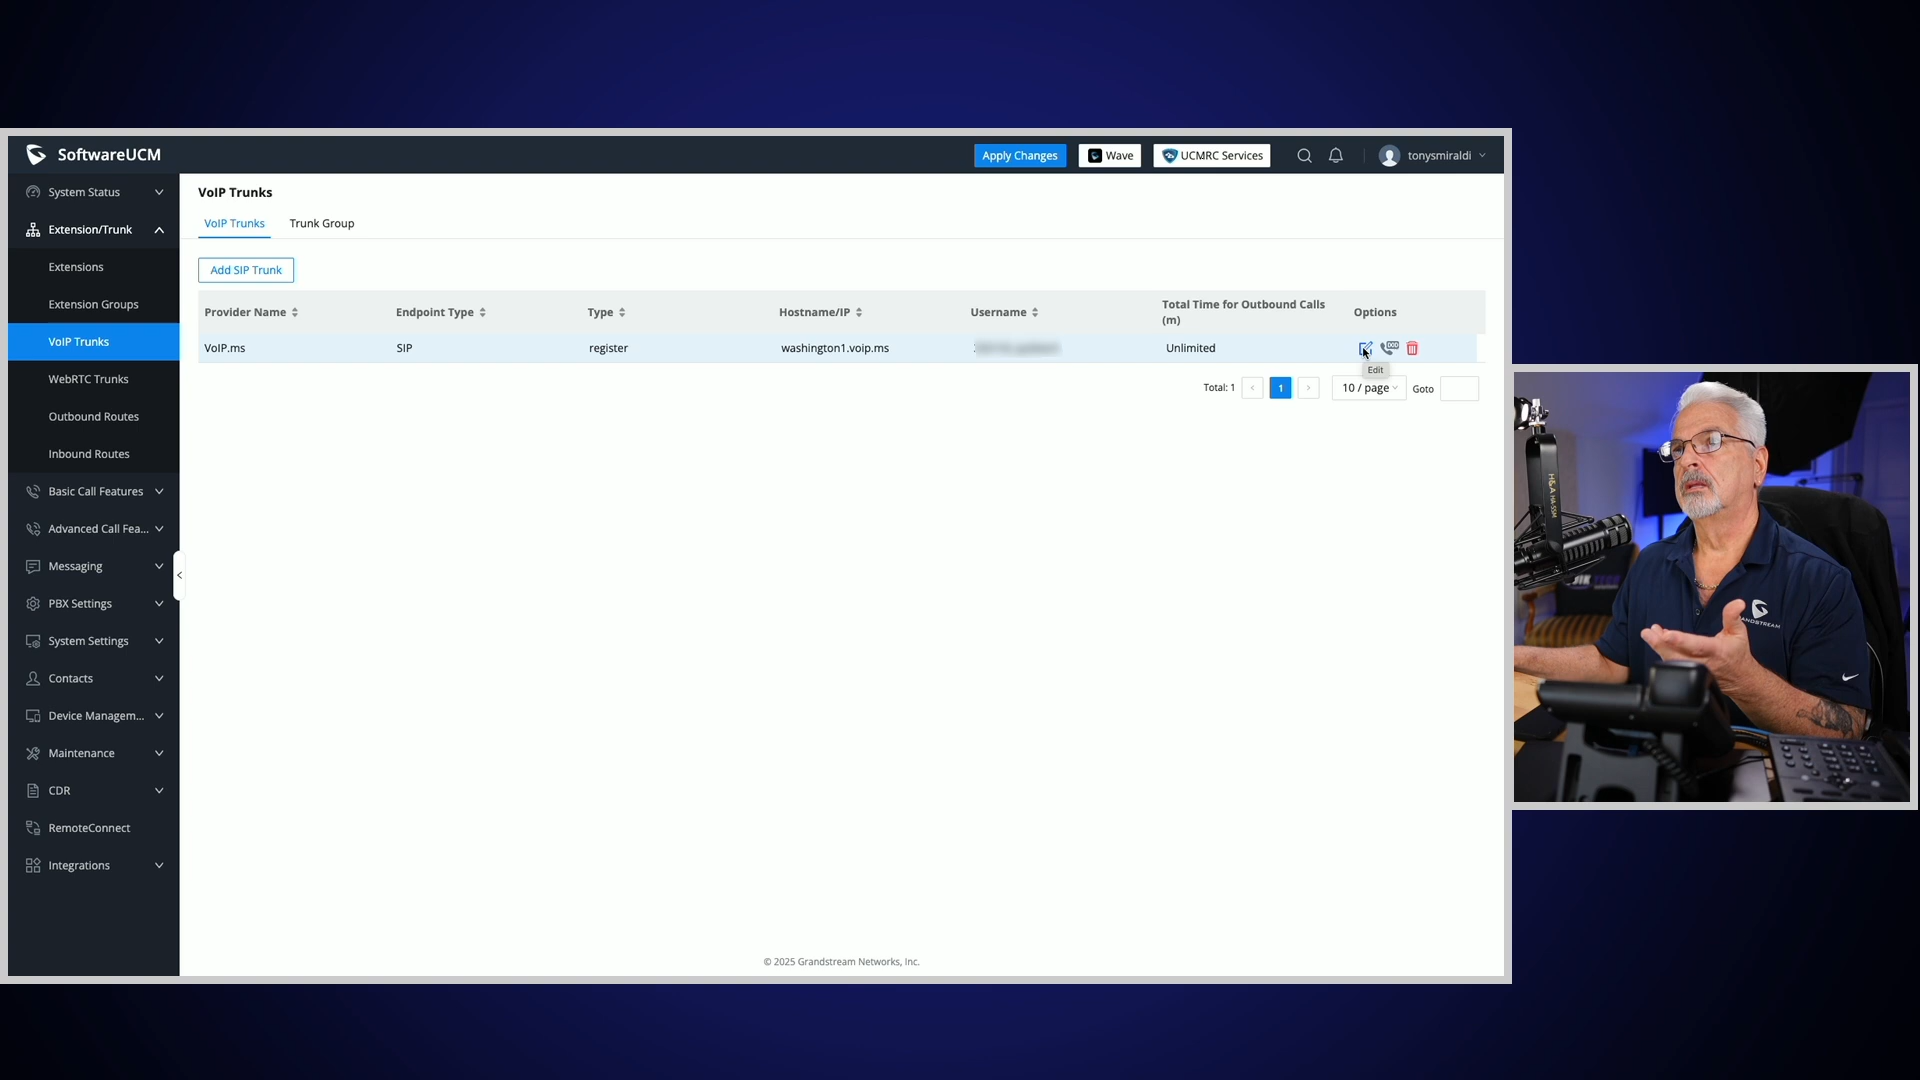 SoftwareUCM
Apply Changes
Wave
UCMRC Services
tonysmiraldi
System Status
Extension/Trunk
Extensions
Extension Groups
VoIP Trunks
WebRTC Trunks
Outbound Routes
Inbound Routes
Basic Call Features
Advanced Call Fea...
Messaging
PBX Settings
System Settings
Contacts
Device Managem...
Maintenance
CDR
RemoteConnect
Integrations
VoIP Trunks
VoIP Trunks Trunk Group
Add SIP Trunk
Provider Name Endpoint Type Type Hostname/IP Username Total Time for Outbound Calls (m) Options
VoIP.ms SIP register washington1.voip.ms Unlimited
Edit
Total: 1 < 1 > 10 / page Goto
© 2025 Grandstream Networks, Inc.
H&A HA-SSM
GRANDSTREAM